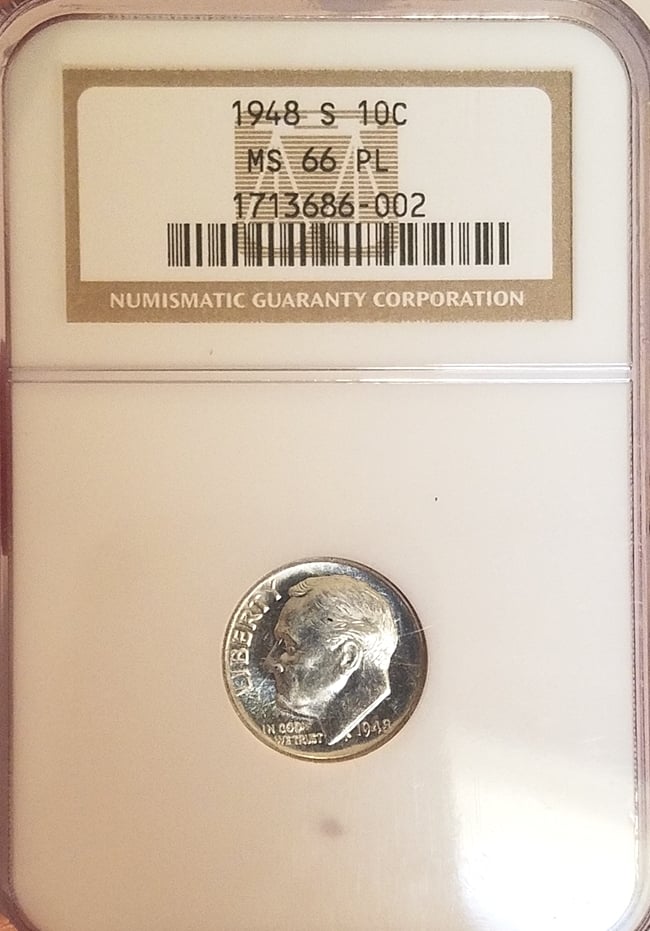 1948 S 10C
MS 66 PL
1713686-002
NUMISMATIC GUARANTY CORPORATION
LIBERTY
IN GOD
WE TRUST
1948